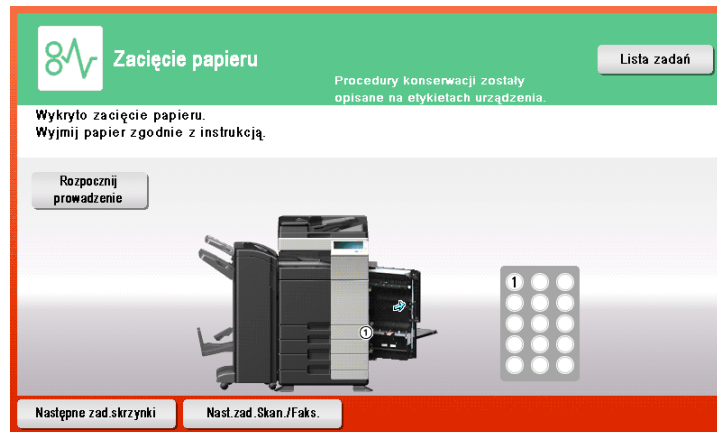 Zacięcie papieru
Lista zadań
Procedury konserwacji zostały
opisane na etykietach urządzenia.
Wykryto zacięcie papieru.
Wyjmij papier zgodnie z instrukcją.
Rozpocznij
prowadzenie
1
1
Następne zad.skrzynki
Nast.zad.Skan./Faks.